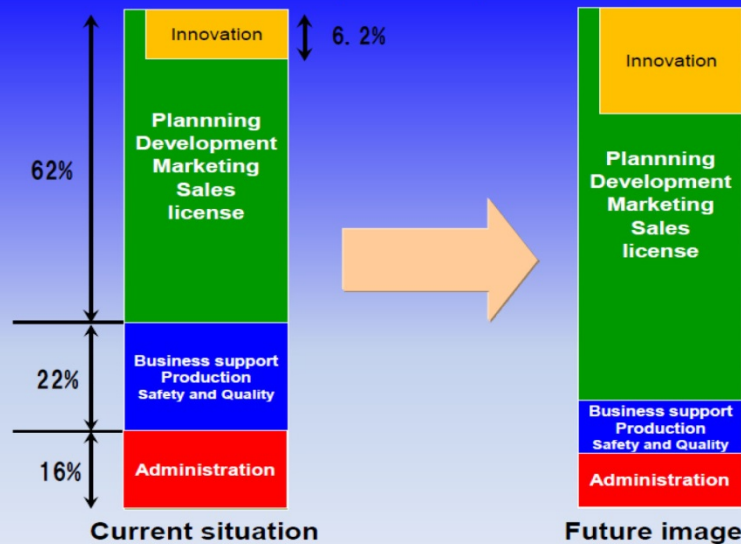 Innovation
6.2%
Plannning
Development
Marketing
Sales
license
62%
Business support
Production
Safety and Quality
22%
Administration
16%
Current situation
Innovation
Plannning
Development
Marketing
Sales
license
Business support
Production
Safety and Quality
Administration
Future image